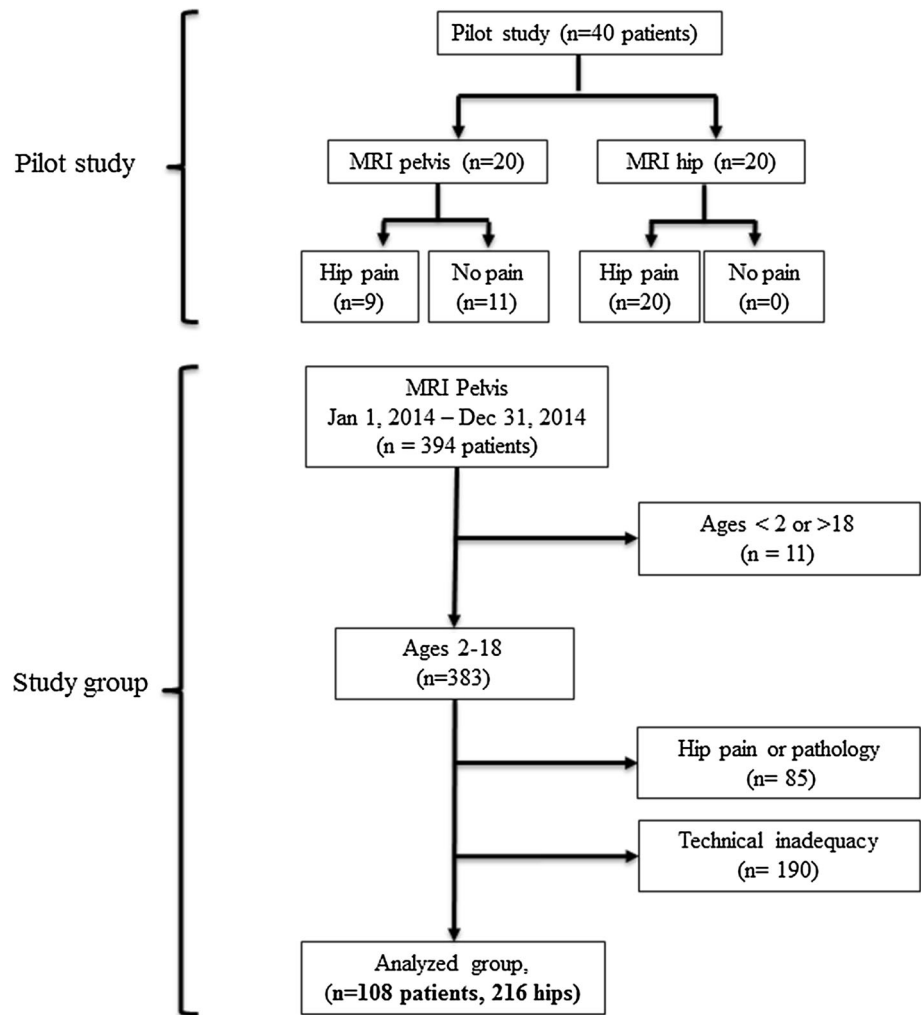 Pilot study
Pilot study (n=40 patients)
MRI pelvis (n=20)
MRI hip (n=20)
Hip pain
(n=9)
No pain
(n=11)
Hip pain
(n=20)
No pain
(n=0)
Study group
MRI Pelvis
Jan 1, 2014 – Dec 31, 2014
(n = 394 patients)
Ages < 2 or >18
(n = 11)
Ages 2-18
(n=383)
Hip pain or pathology
(n= 85)
Technical inadequacy
(n= 190)
Analyzed group,
(n=108 patients, 216 hips)